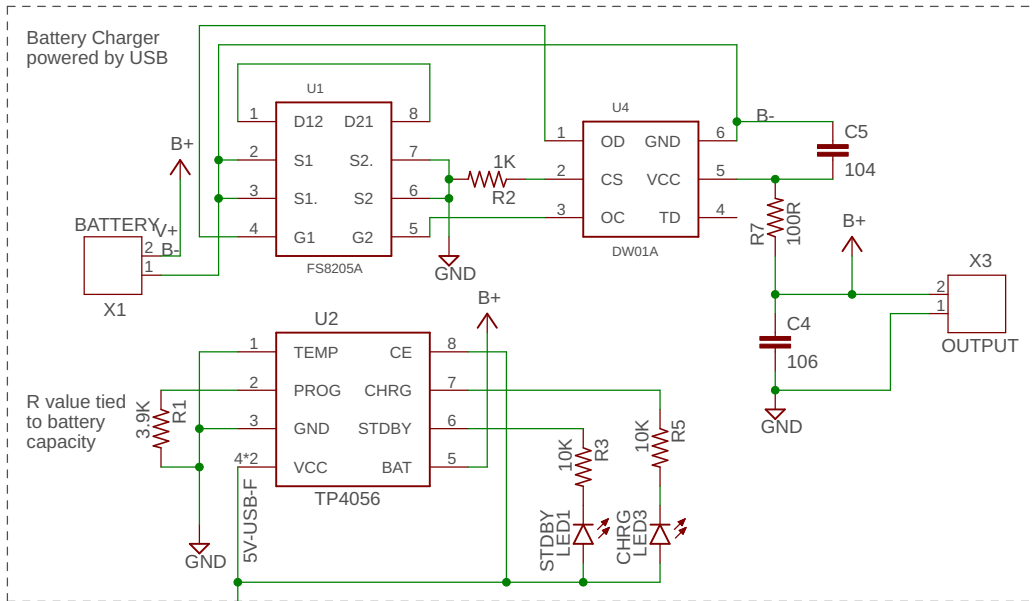 Battery Charger
powered by USB
U1
1 D12 D21 8
2 S1 S2. 7
3 S1. S2 6
4 G1 G2 5
FS8205A
B+
BATTERY
V+
2 B-
1
X1
1K
R2
GND
U4
1 OD GND 6
2 CS VCC 5
3 OC TD 4
DW01A
B-
C5
104
R7
100R
B+
X3
2
1
OUTPUT
C4
106
GND
U2
B+
1 TEMP CE 8
2 PROG CHRG 7
3 GND STDBY 6
4*2 VCC BAT 5
TP4056
R value tied
to battery
capacity
3.9K
R1
GND
5V-USB-F
10K
R3
10K
R5
STDBY
LED1
CHRG
LED3